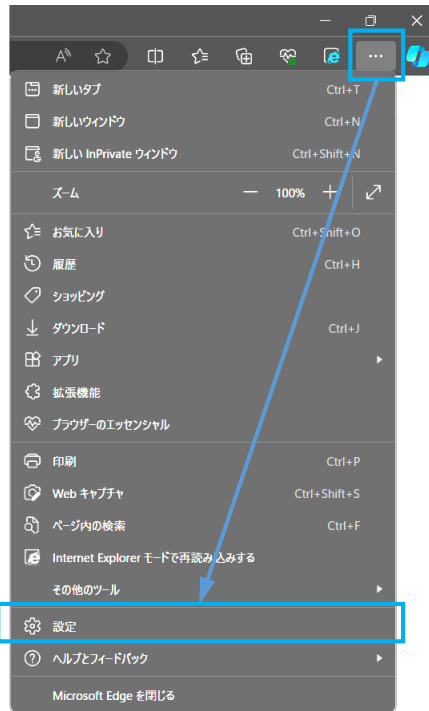 A
新しいタブ Ctrl+T
新しいウィンドウ Ctrl+N
新しい InPrivate ウィンドウ Ctrl+Shift+N
ズーム 100%
お気に入り Ctrl+Shift+O
履歴 Ctrl+H
ショッピング
ダウンロード Ctrl+J
アプリ
拡張機能
ブラウザーのエッセンシャル
印刷 Ctrl+P
Web キャプチャ Ctrl+Shift+S
ページ内の検索 Ctrl+F
Internet Explorer モードで再読み込みする
その他のツール
設定
ヘルプとフィードバック
Microsoft Edge を閉じる